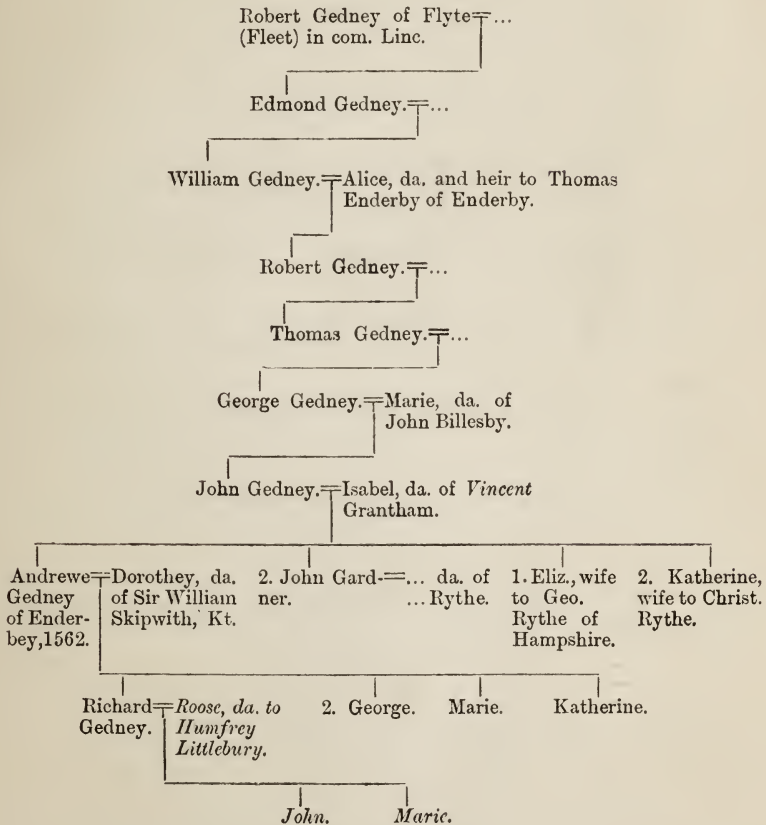 Robert Gedney of Flyte=...
(Fleet) in com. Linc.
Edmond Gedney.=...
William Gedney.=Alice, da. and heir to Thomas
Enderby of Enderby.
Robert Gedney.=...
Thomas Gedney.=...
George Gedney.=Marie, da. of
John Billesby.
John Gedney.=Isabel, da. of Vincent
Grantham.
Andrewe=Dorothey, da.
Gedney of Sir William
of Ender- Skipwith, Kt.
bey, 1562.
2. John Gard-=... da. of
ner. ...Rythe.
1. Eliz., wife
to Geo.
Rythe of
Hampshire.
2. Katherine,
wife to Christ.
Rythe.
Richard=Roose, da. to
Gedney. Humfrey
Littlebury.
2. George.
Marie.
Katherine.
John.
Marie.